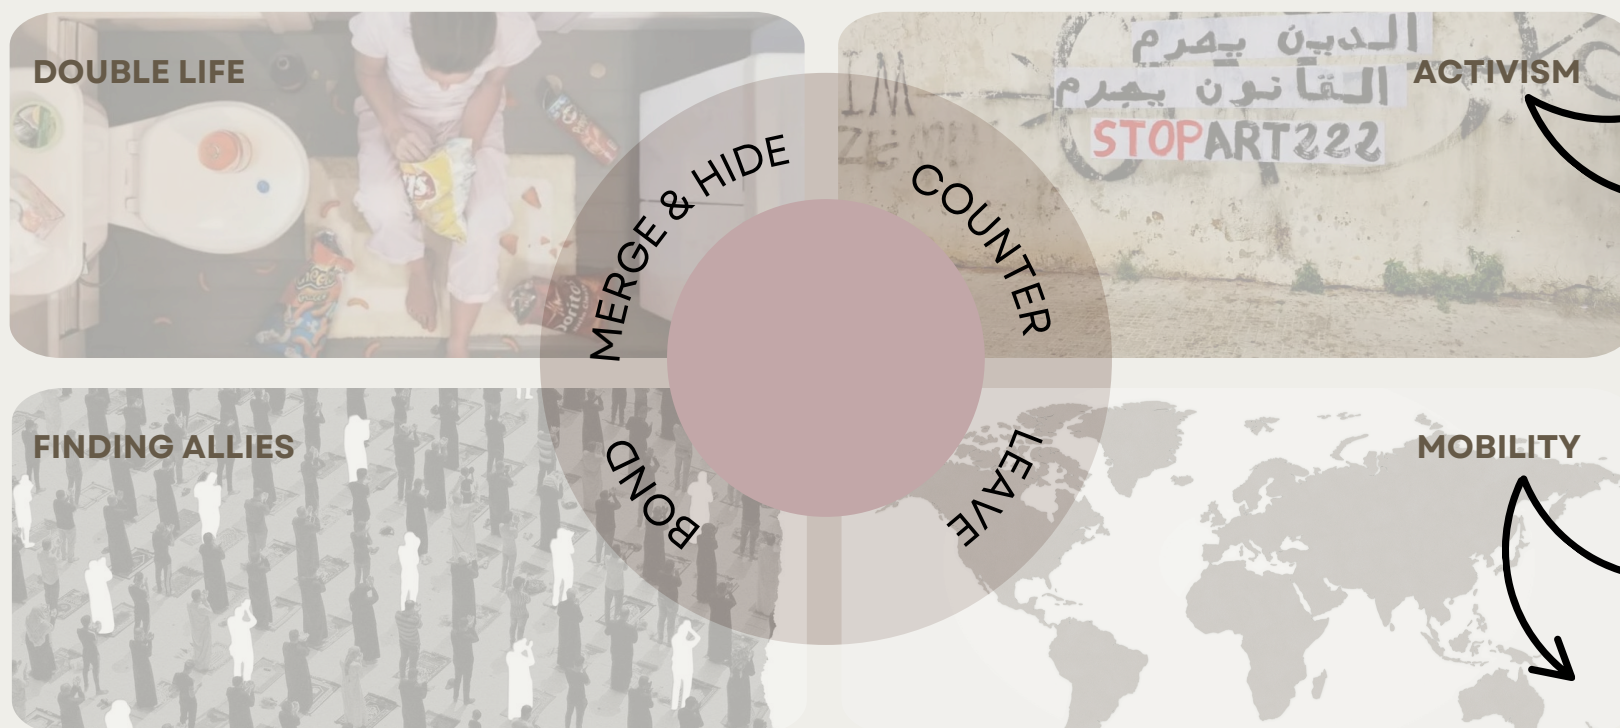 DOUBLE LIFE
ACTIVISM
الدين يحرم
القانون يجرم
STOPART222
MERGE & HIDE
COUNTER
FINDING ALLIES
MOBILITY
BOND
LEAVE